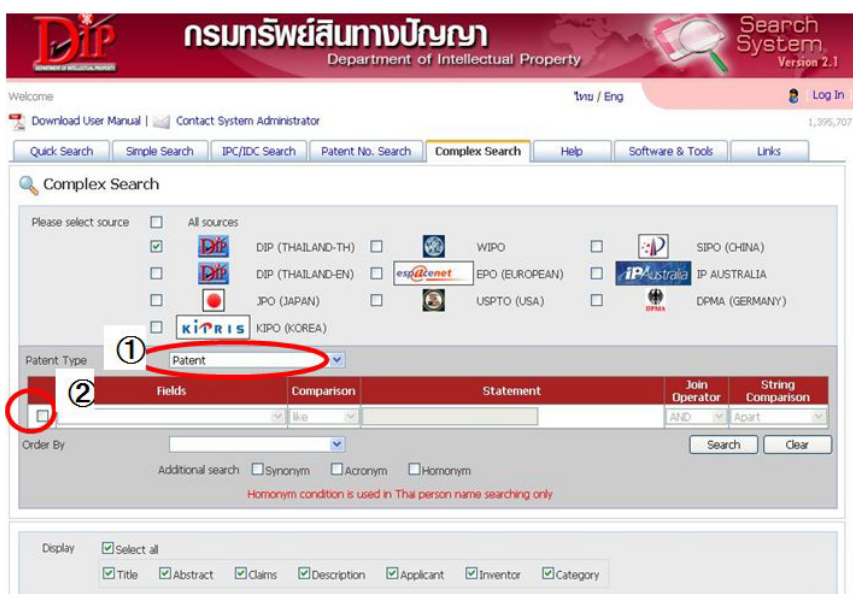 DIP
DEPARTMENT OF INTELLECTUAL PROPERTY
กรมทรัพย์สินทางปัญญา
Department of Intellectual Property
Search System
Version 2.1
Welcome
ไทย / Eng
Log In
Download User Manual | Contact System Administrator
1,395,707
Quick Search Simple Search IPC/IDC Search Patent No. Search Complex Search Help Software & Tools Links
Complex Search
Please select source All sources
DIP DIP (THAILAND-TH) WIPO SIPO (CHINA)
DIP DIP (THAILAND-EN) espacenet EPO (EUROPEAN) IP Australia IP AUSTRALIA
JPO (JAPAN) USPTO (USA) DPMA DPMA (GERMANY)
KIPRIS KIPO (KOREA)
①
Patent Type Patent
②
Fields Comparison Statement Join Operator String Comparison
like AND Apart
Order By Search Clear
Additional search Synonym Acronym Homonym
Homonym condition is used in Thai person name searching only
Display Select all
Title Abstract Claims Description Applicant Inventor Category